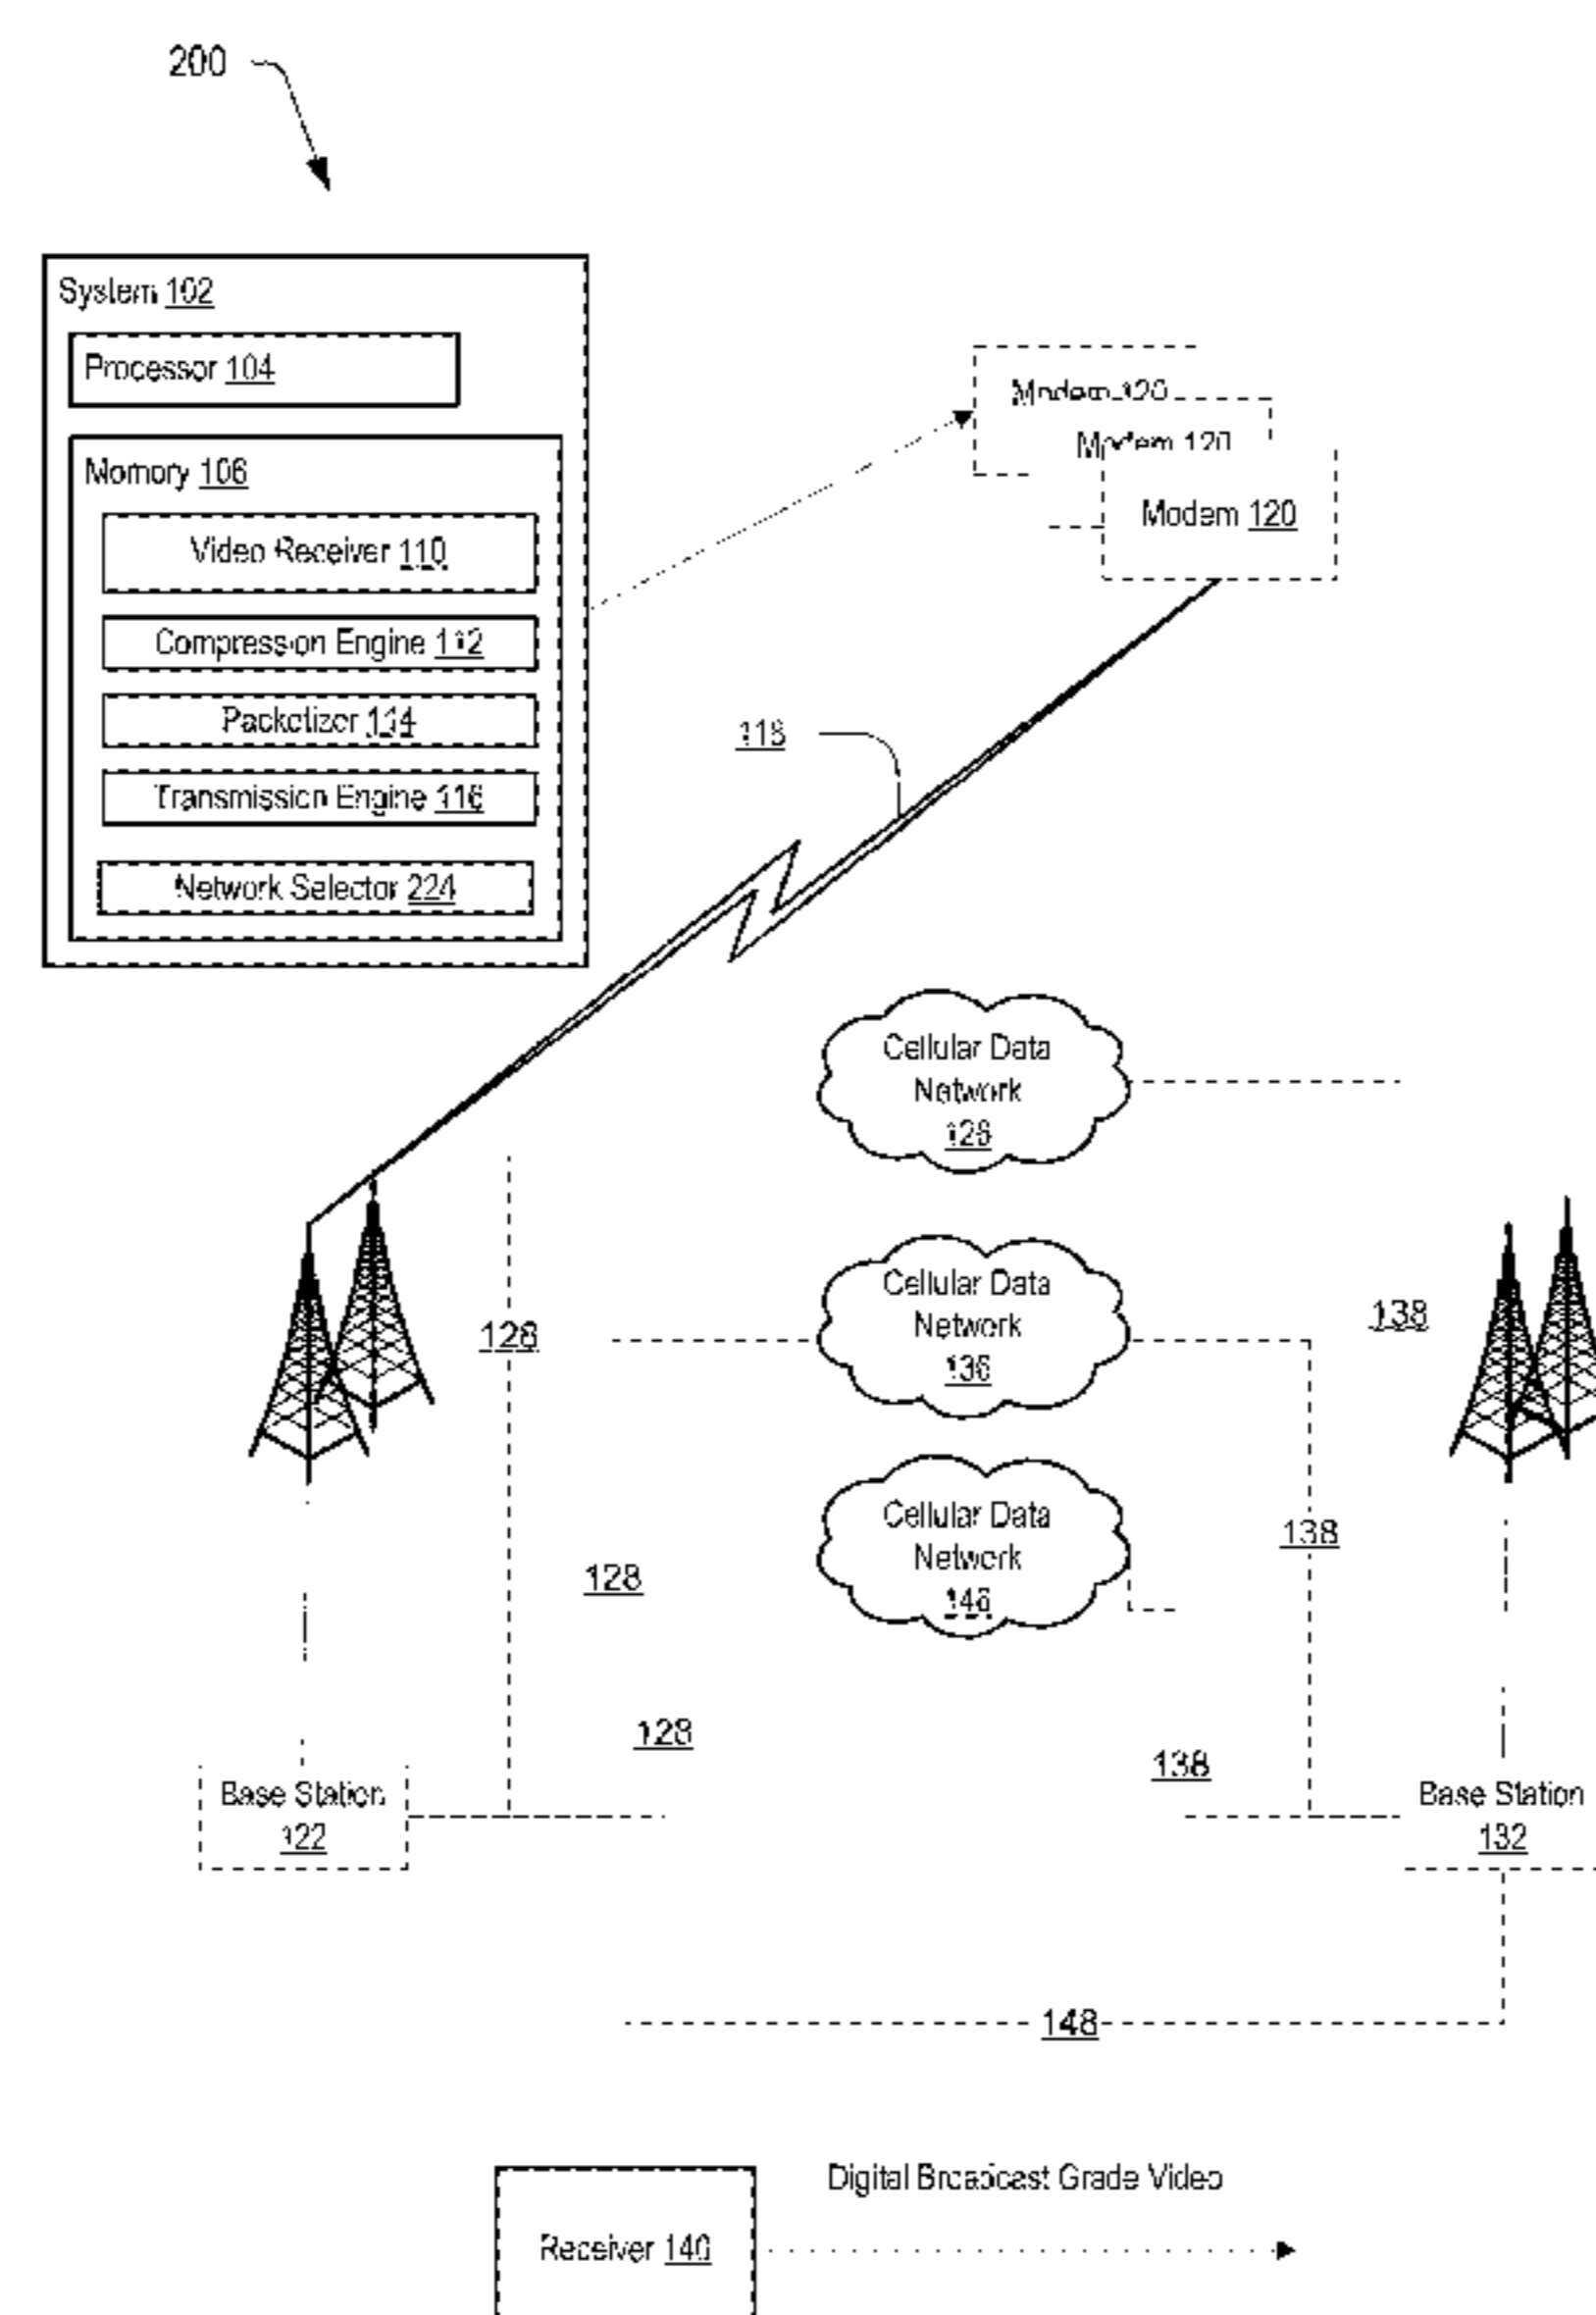 200
System 102
Processor 104
Memory 106
Video Receiver 110
Compression Engine 112
Packetizer 114
Transmission Engine 116
Network Selector 224
Modem 120
Modem 120
Modem 120
118
Cellular Data
Network
126
Cellular Data
Network
136
Cellular Data
Network
146
128
138
138
128
128
138
Base Station
122
Base Station
132
148
Digital Broadcast Grade Video
Receiver 140